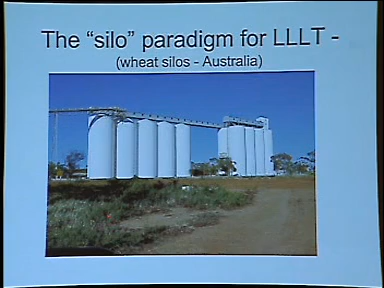 The “silo” paradigm for LLLT -
(wheat silos - Australia)